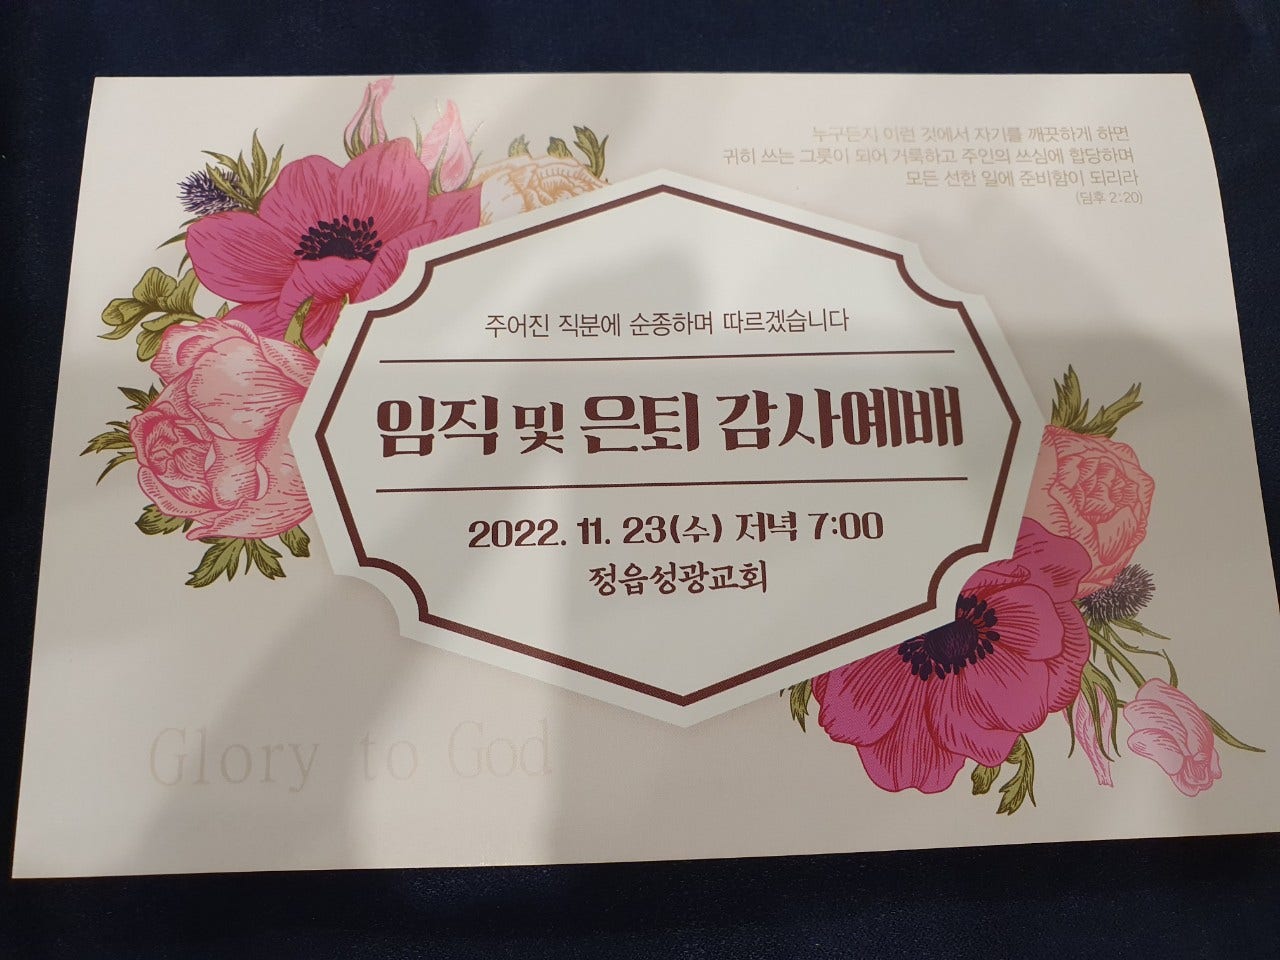 누구든지 이런 것에서 자기를 깨끗하게 하면
귀히 쓰는 그릇이 되어 거룩하고 주인의 쓰심에 합당하며
모든 선한 일에 준비함이 되리라
(딤후 2:20)
주어진 직분에 순종하며 따르겠습니다
임직 및 은퇴 감사예배
2022. 11. 23(수) 저녁 7:00
정읍성광교회
Glory to God